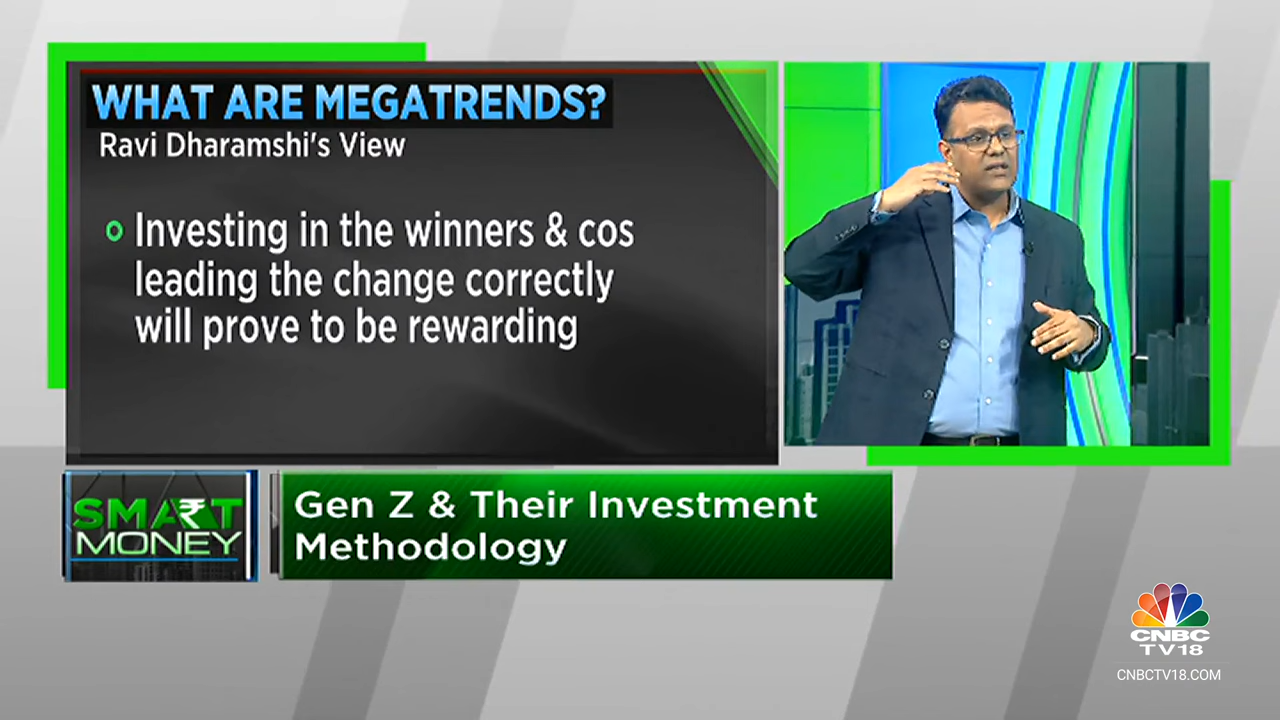 WHAT ARE MEGATRENDS?
Ravi Dharamshi's View
Investing in the winners & cos
leading the change correctly
will prove to be rewarding
SMA₹T
MONEY
Gen Z & Their Investment
Methodology
CNBC
TV18
CNBCTV18.COM